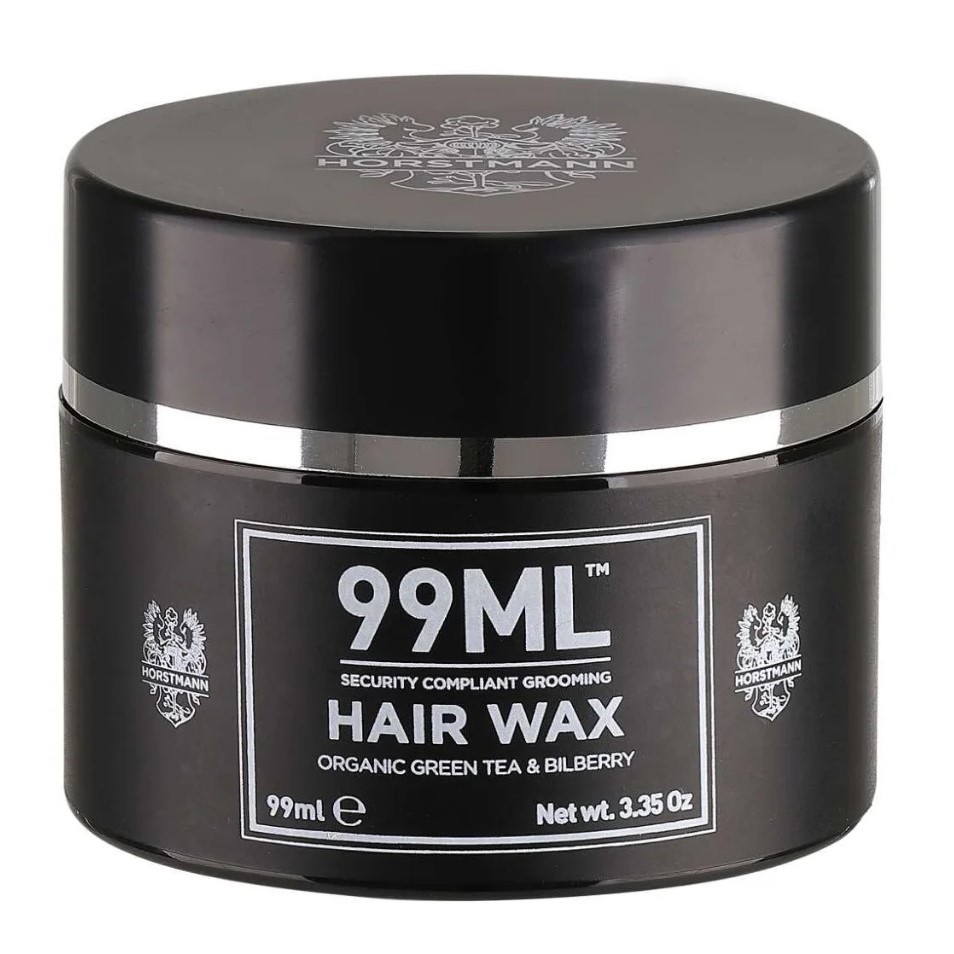 HORSTMANN
99ML™
SECURITY COMPLIANT GROOMING
HAIR WAX
ORGANIC GREEN TEA & BILBERRY
99ml ℮
Net wt. 3.35 Oz
HORSTMANN
HORSTMANN